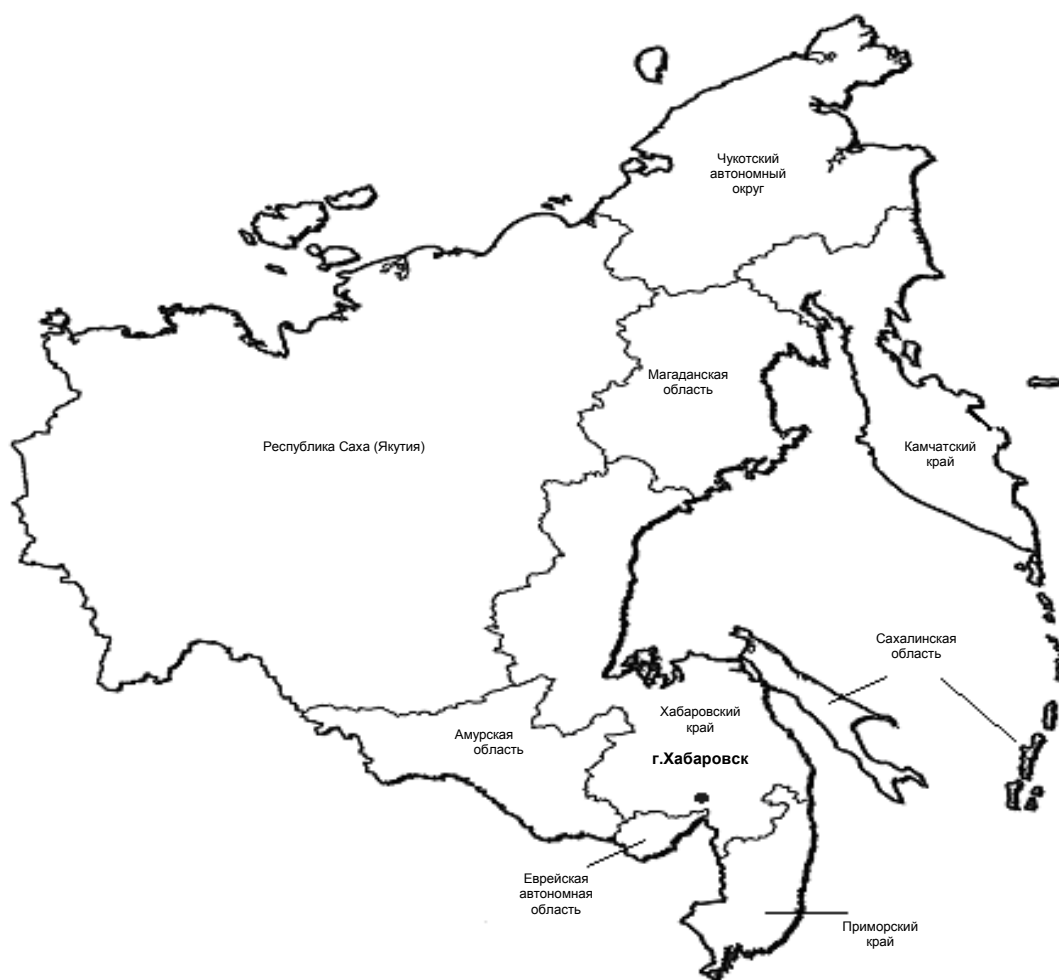 Чукотский
автономный
округ
Магаданская
область
Республика Саха (Якутия)
Камчатский
край
Сахалинская
область
Хабаровский
край
Амурская
область
г.Хабаровск
Еврейская
автономная
область
Приморский
край